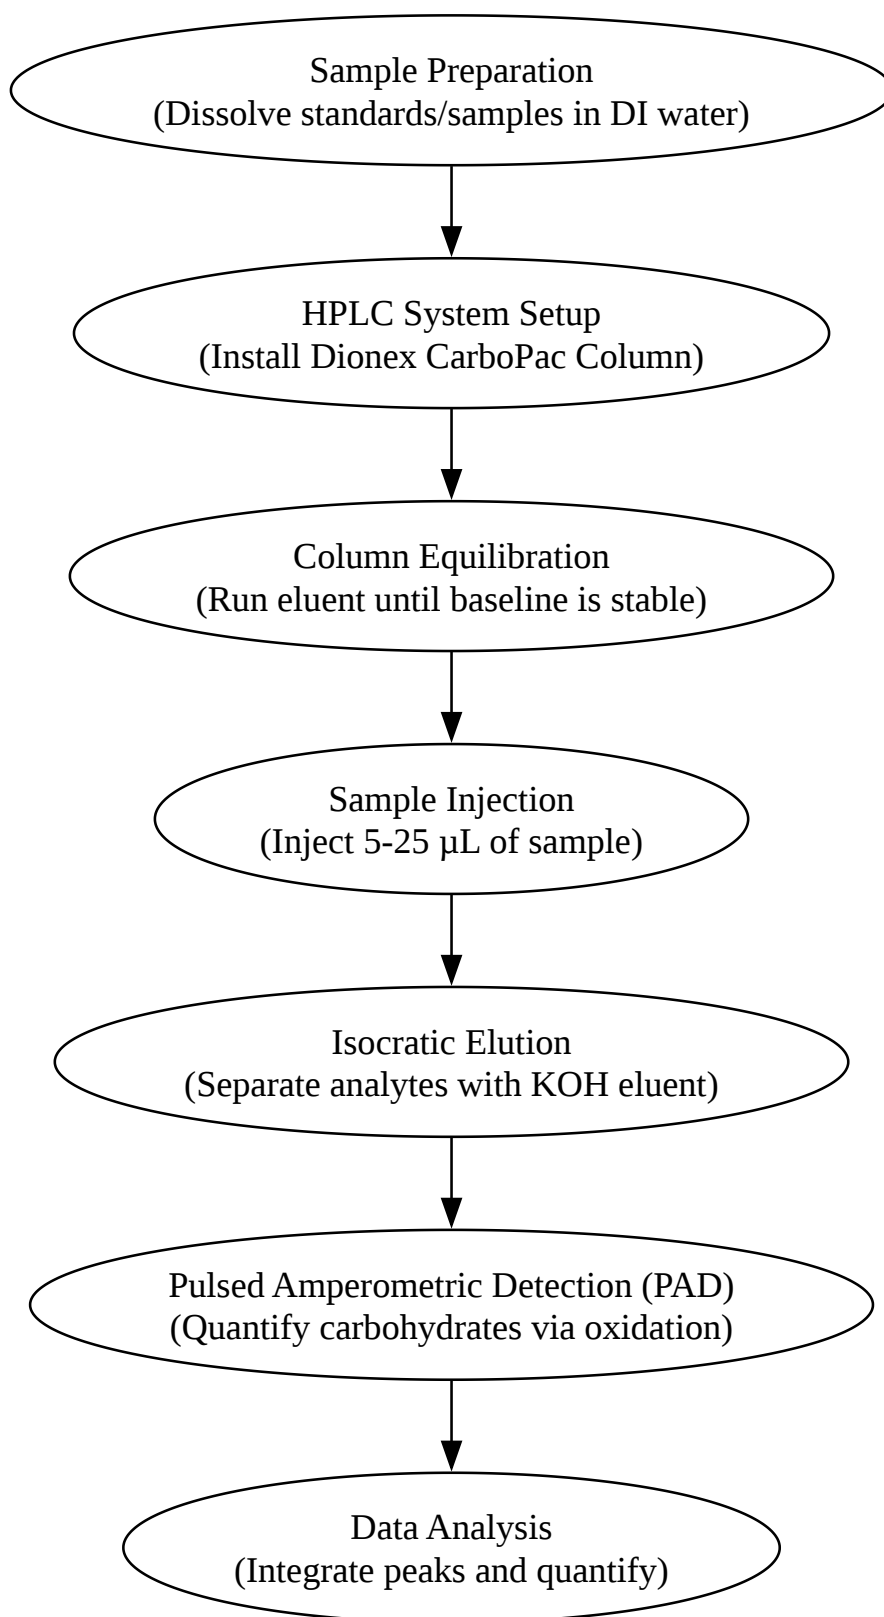 Sample Preparation
(Dissolve standards/samples in DI water)
HPLC System Setup
(Install Dionex CarboPac Column)
Column Equilibration
(Run eluent until baseline is stable)
Sample Injection
(Inject 5-25 µL of sample)
Isocratic Elution
(Separate analytes with KOH eluent)
Pulsed Amperometric Detection (PAD)
(Quantify carbohydrates via oxidation)
Data Analysis
(Integrate peaks and quantify)